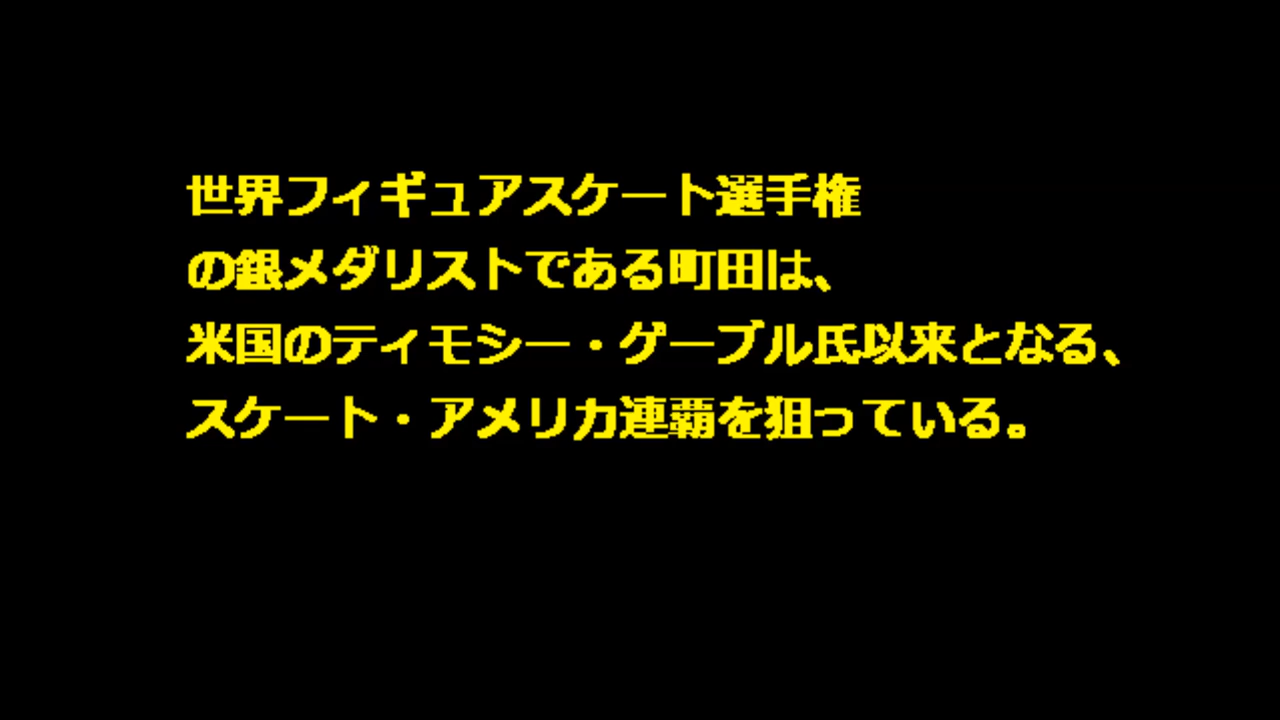 世界フィギュアスケート選手権
の銀メダリストである町田は、
米国のティモシー・ゲーブル氏以来となる、
スケート・アメリカ連覇を狙っている。